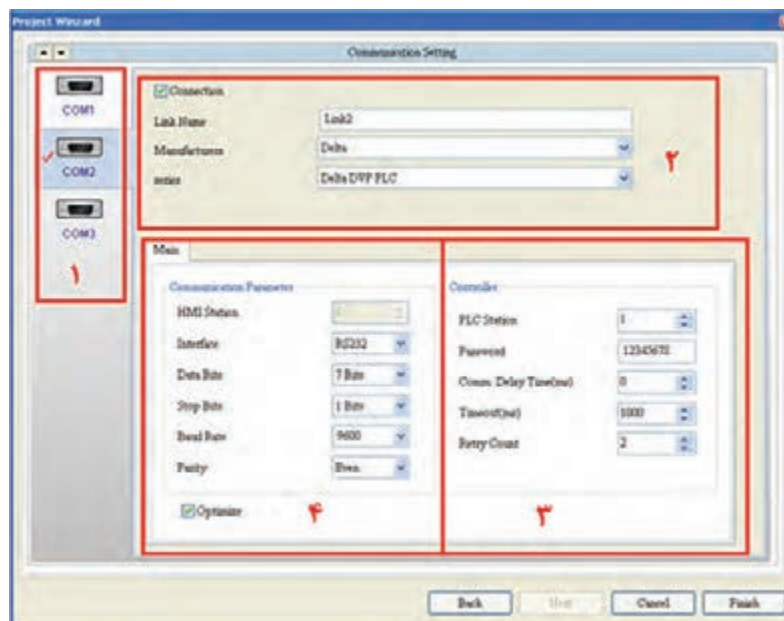 Project Winzard
Communication Setting
COM1
COM2
COM3
۱
Connection
Link Name Link2
Manufacturer Delta
series Delta DVP PLC
۲
Main
Communication Parameter
HMI Station
Interface RS232
Data Bits 7 Bits
Stop Bits 1 Bits
Baud Rate 9600
Parity Even
Optimize
۴
Controller
PLC Station 1
Password 12345678
Comm. Delay Time(ms) 0
Timeout(ms) 1000
Retry Count 2
۳
Back Next Cancel Finish